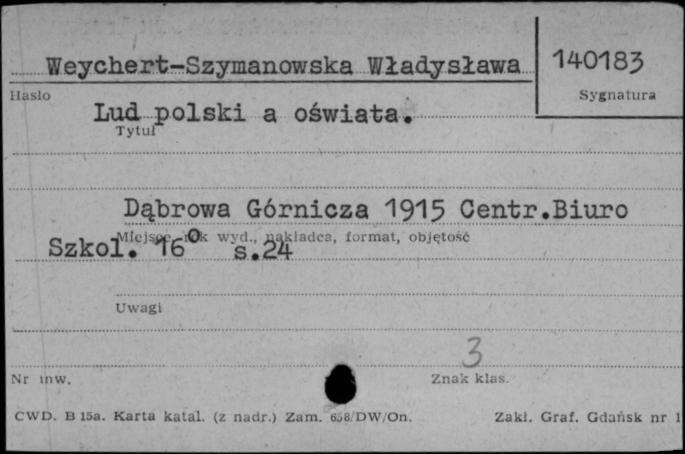 Weychert-Szymanowska Władysława
140183
Hasło
Sygnatura
Lud polski a oświata.
Tytuł
Dąbrowa Górnicza 1915 Centr.Biuro
Miejsce, rok wyd., nakładca, format, objętość
Szkol. 16⁰ s.24
Uwagi
3
Nr inw.
Znak klas.
CWD. B 15a. Karta katal. (z nadr.) Zam. 658/DW/On.
Zakł. Graf. Gdańsk nr 1